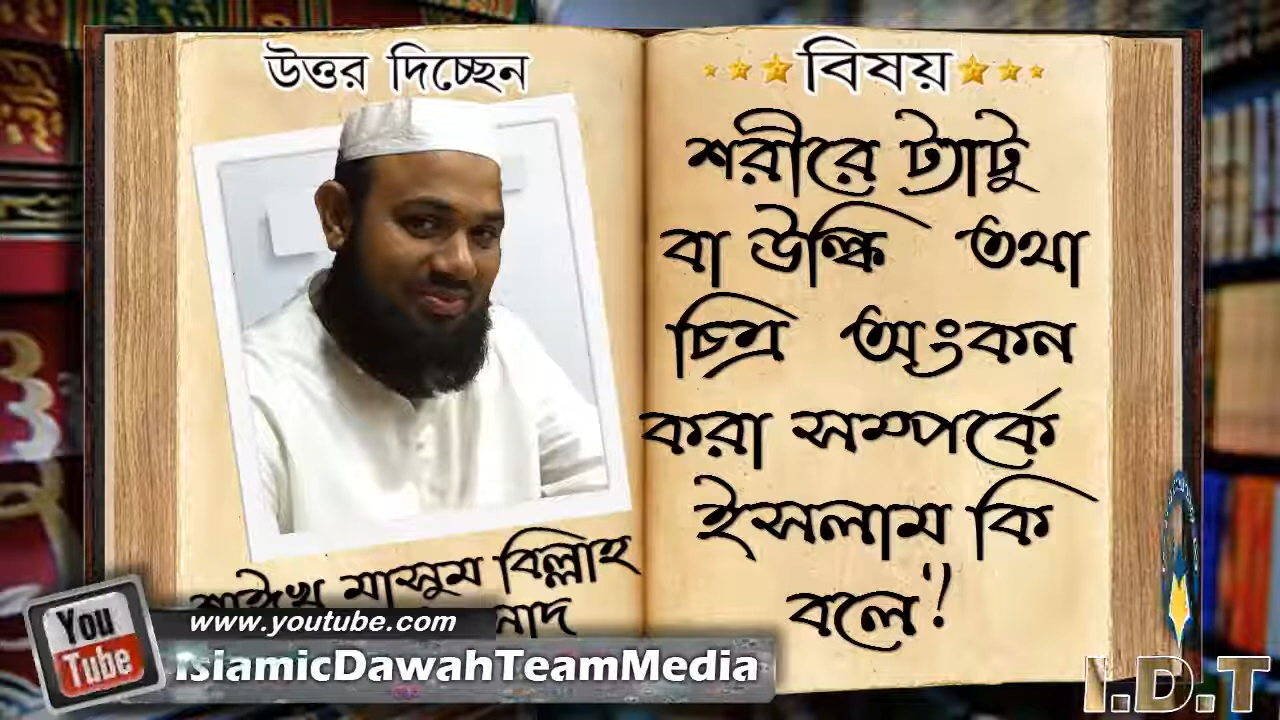 উত্তর দিচ্ছেন
শাইখ মাসুম বিল্লাহ
বিষয়
শরীরে ট্যাটু
বা উল্কি তথা
চিত্র অংকন
করা সম্পর্কে
ইসলাম কি
বলে?
You
Tube
www.youtube.com
IslamicDawahTeamMedia
I.D.T